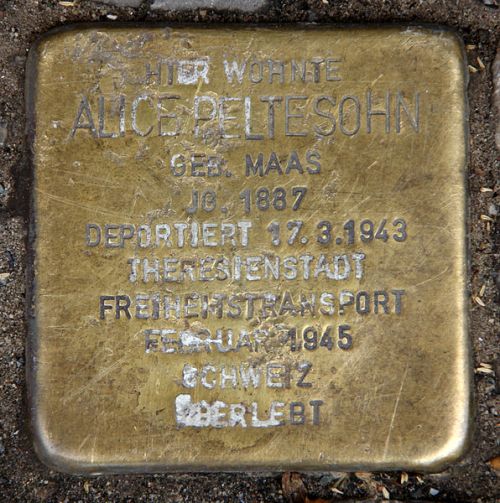 HIER WOHNTE
ALICE PELTESOHN
GEB. MAAS
JG. 1887
DEPORTIERT 17.3.1943
THERESIENSTADT
FREIHEITSTRANSPORT
FEBRUAR 1945
SCHWEIZ
ÜBERLEBT